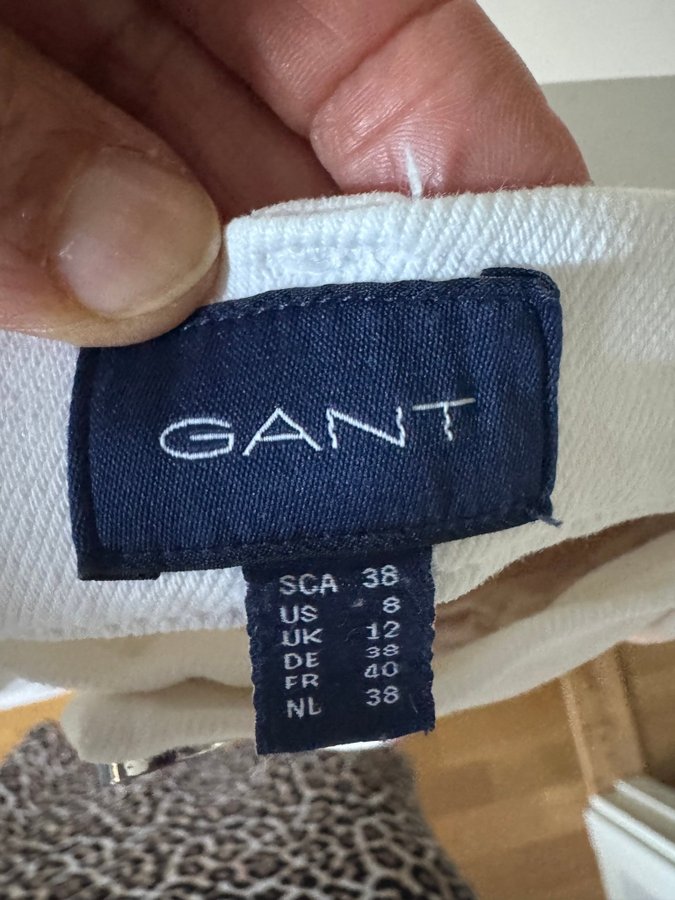 GANT
SCA 38
US 8
UK 12
DE 38
FR 40
NL 38